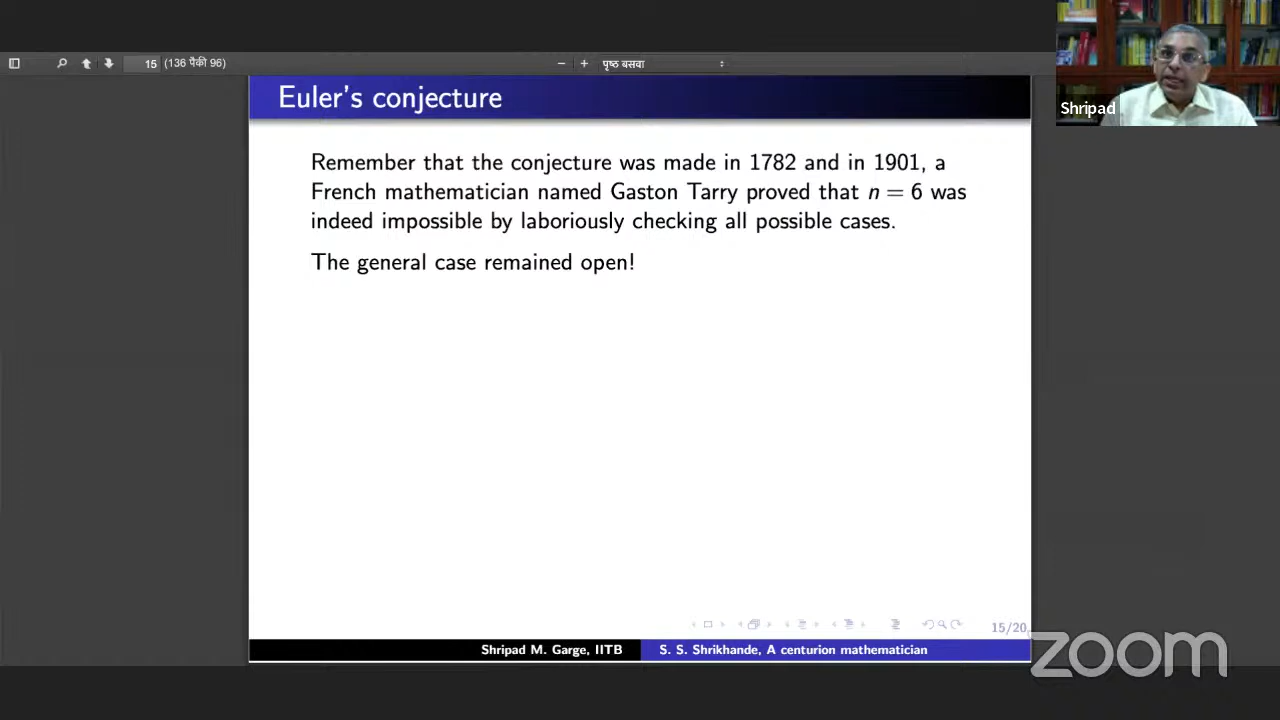 15 (136 पैकी 96)
पृष्ठ बसवा
Shripad
Euler's conjecture
Remember that the conjecture was made in 1782 and in 1901, a
French mathematician named Gaston Tarry proved that n = 6 was
indeed impossible by laboriously checking all possible cases.
The general case remained open!
15/20
Shripad M. Garge, IITB
S. S. Shrikhande, A centurion mathematician
zoom